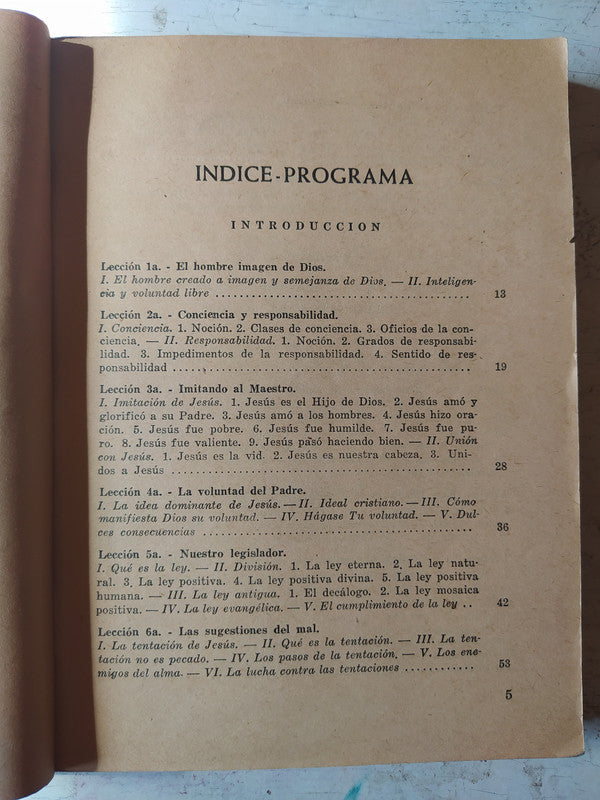 INDICE-PROGRAMA
INTRODUCCION
Lección 1a. - El hombre imagen de Dios.
I. El hombre creado a imagen y semejanza de Dios. — II. Inteligen-
cia y voluntad libre ........................................ 13
Lección 2a. - Conciencia y responsabilidad.
I. Conciencia. 1. Noción. 2. Clases de conciencia. 3. Oficios de la con-
ciencia. — II. Responsabilidad. 1. Noción. 2. Grados de responsabi-
lidad. 3. Impedimentos de la responsabilidad. 4. Sentido de res-
ponsabilidad ........................................ 19
Lección 3a. - Imitando al Maestro.
I. Imitación de Jesús. 1. Jesús es el Hijo de Dios. 2. Jesús amó y
glorificó a su Padre. 3. Jesús amó a los hombres. 4. Jesús hizo ora-
ción. 5. Jesús fue pobre. 6. Jesús fue humilde. 7. Jesús fue pu-
ro. 8. Jesús fue valiente. 9. Jesús pasó haciendo bien. — II. Unión
con Jesús. 1. Jesús es la vid. 2. Jesús es nuestra cabeza. 3. Uni-
dos a Jesús ........................................ 28
Lección 4a. - La voluntad del Padre.
I. La idea dominante de Jesús. — II. Ideal cristiano. — III. Cómo
manifiesta Dios su voluntad. — IV. Hágase Tu voluntad. — V. Dul-
ces consecuencias ........................................ 36
Lección 5a. - Nuestro legislador.
I. Qué es la ley. — II. División. 1. La ley eterna. 2. La ley natu-
ral. 3. La ley positiva. 4. La ley positiva divina. 5. La ley positiva
humana. — III. La ley antigua. 1. El decálogo. 2. La ley mosaica
positiva. — IV. La ley evangélica. — V. El cumplimiento de la ley .. 42
Lección 6a. - Las sugestiones del mal.
I. La tentación de Jesús. — II. Qué es la tentación. — III. La ten-
tación no es pecado. — IV. Los pasos de la tentación. — V. Los ene-
migos del alma. — VI. La lucha contra las tentaciones ............ 53
5